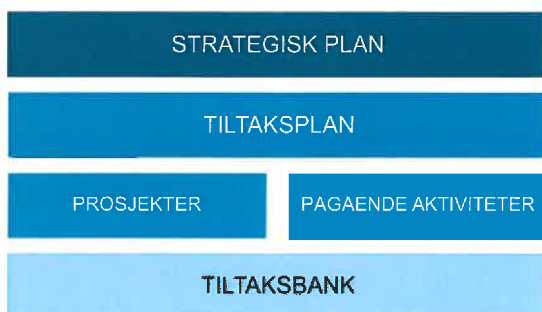 STRATEGISK PLAN
TILTAKSPLAN
PROSJEKTER
PAGAENDE AKTIVITETER
TILTAKSBANK